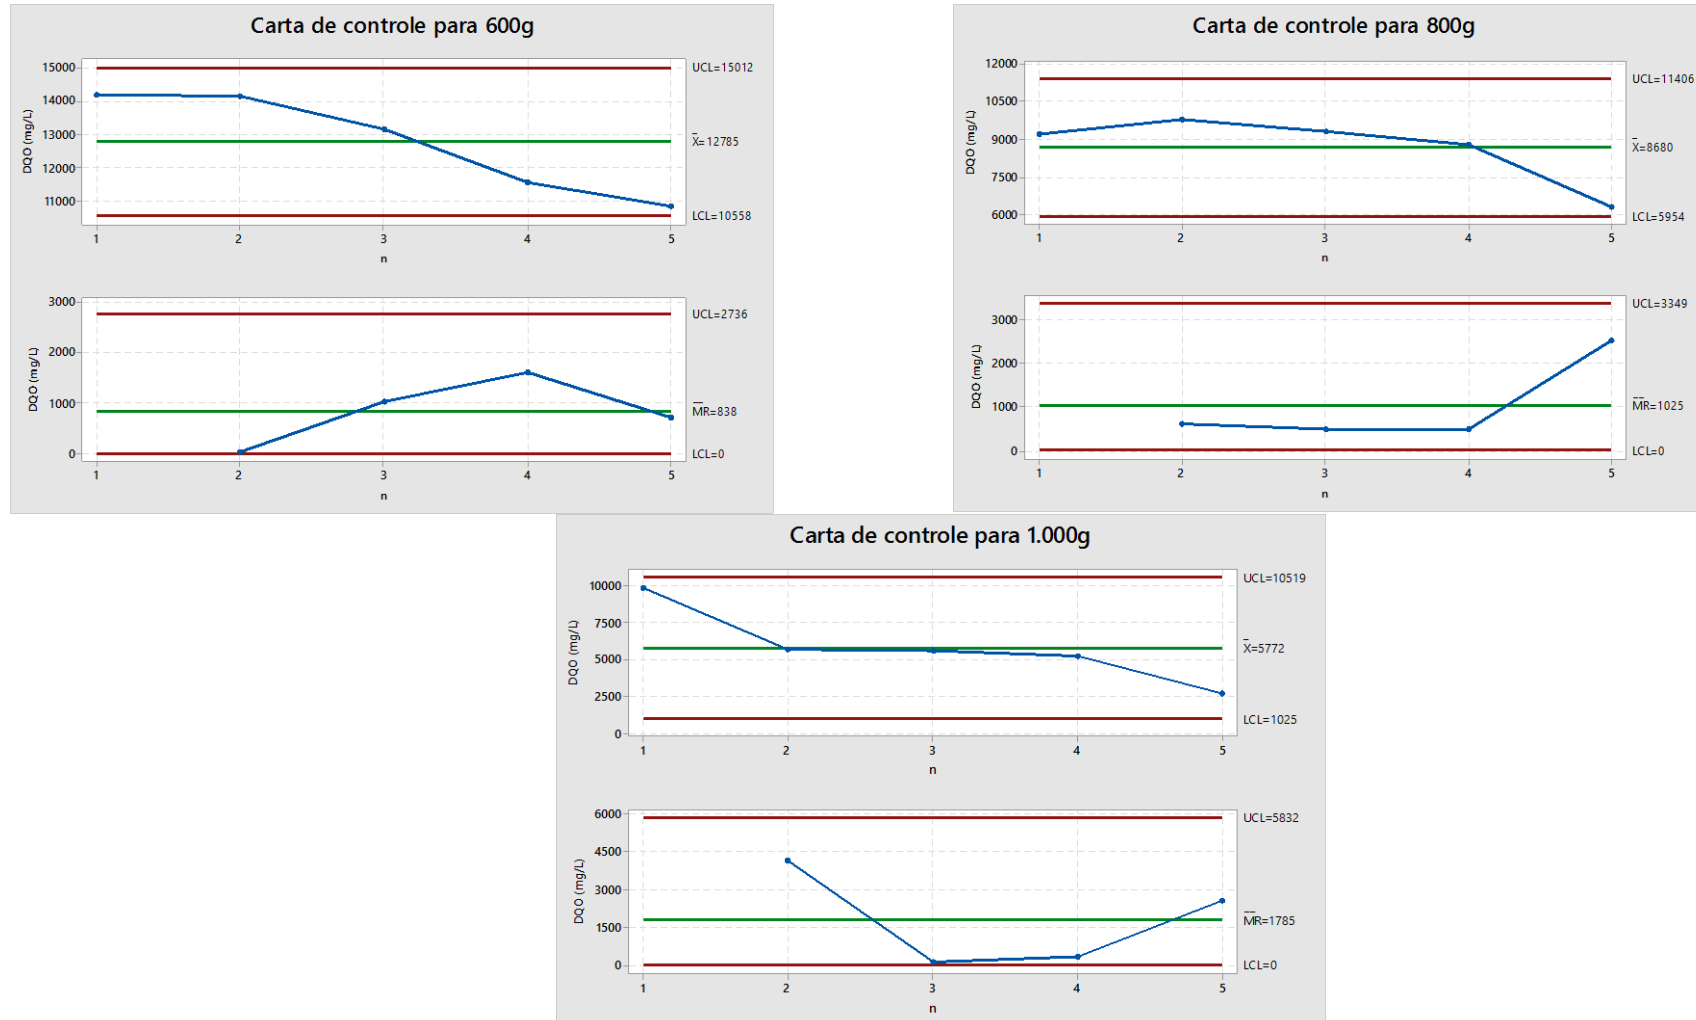 Carta de controle para 600g
DQO (mg/L)
15000
14000
13000
12000
11000
UCL=15012
X̄=12785
LCL=10558
1 2 3 4 5
n
DQO (mg/L)
3000
2000
1000
0
UCL=2736
M̄R̄=838
LCL=0
1 2 3 4 5
n
Carta de controle para 800g
DQO (mg/L)
12000
10500
9000
7500
6000
UCL=11406
X̄=8680
LCL=5954
1 2 3 4 5
n
DQO (mg/L)
3000
2000
1000
0
UCL=3349
M̄R̄=1025
LCL=0
1 2 3 4 5
n
Carta de controle para 1.000g
DQO (mg/L)
10000
7500
5000
2500
0
UCL=10519
X̄=5772
LCL=1025
1 2 3 4 5
n
DQO (mg/L)
6000
4500
3000
1500
0
UCL=5832
M̄R̄=1785
LCL=0
1 2 3 4 5
n